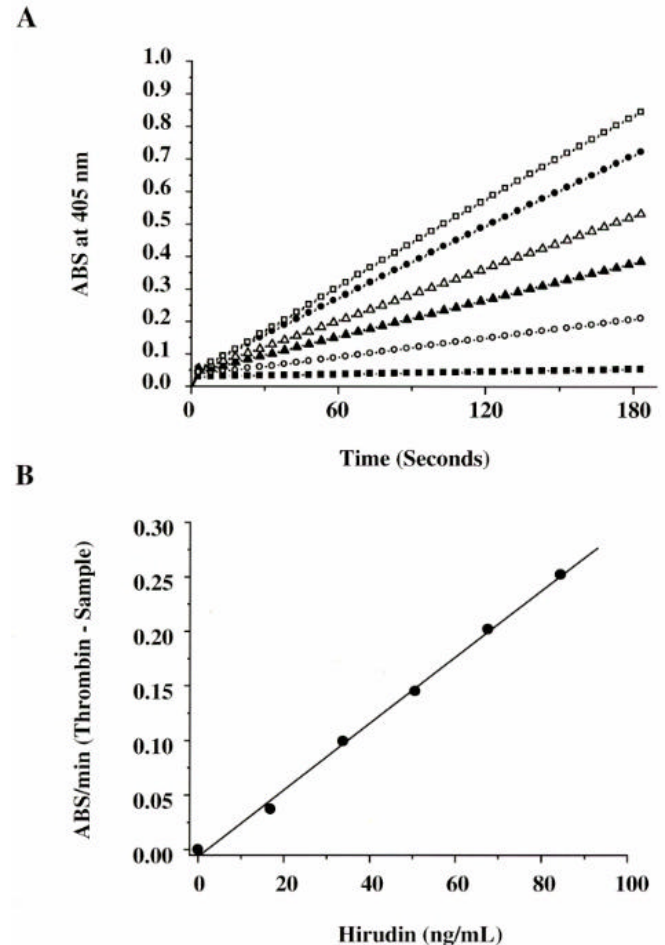 A
ABS at 405 nm
1.0
0.9
0.8
0.7
0.6
0.5
0.4
0.3
0.2
0.1
0.0
0 60 120 180
Time (Seconds)
B
ABS/min (Thrombin - Sample)
0.30
0.25
0.20
0.15
0.10
0.05
0.00
0 20 40 60 80 100
Hirudin (ng/mL)